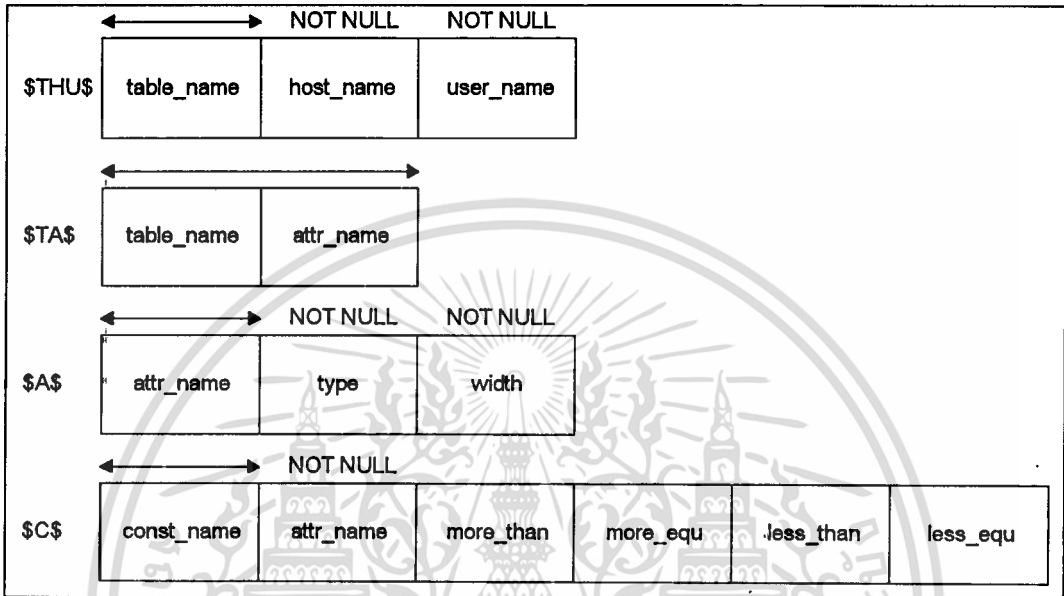 NOT NULL NOT NULL
$THU$ table_name host_name user_name
$TA$ table_name attr_name
NOT NULL NOT NULL
$A$ attr_name type width
NOT NULL
$C$ const_name attr_name more_than more_equ less_than less_equ